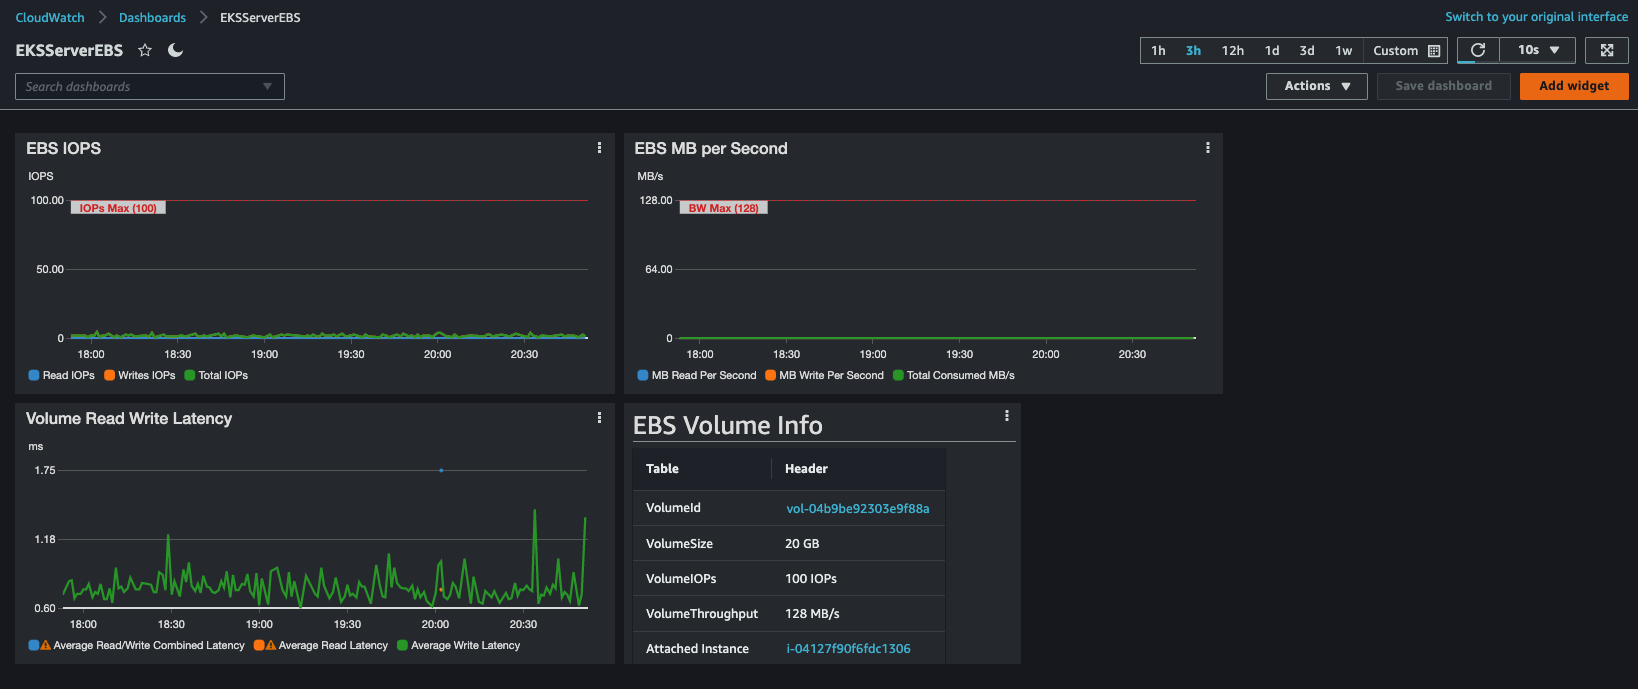 CloudWatch > Dashboards > EKSServerEBS
Switch to your original interface
EKSServerEBS
1h 3h 12h 1d 3d 1w Custom 10s
Search dashboards
Actions Save dashboard Add widget
EBS IOPS
IOPS
100.00
IOPs Max (100)
50.00
0
18:00 18:30 19:00 19:30 20:00 20:30
Read IOPs Writes IOPs Total IOPs
EBS MB per Second
MB/s
128.00
BW Max (128)
64.00
0
18:00 18:30 19:00 19:30 20:00 20:30
MB Read Per Second MB Write Per Second Total Consumed MB/s
Volume Read Write Latency
ms
1.75
1.18
0.60
18:00 18:30 19:00 19:30 20:00 20:30
Average Read/Write Combined Latency Average Read Latency Average Write Latency
EBS Volume Info
Table Header
VolumeId vol-04b9be92303e9f88a
VolumeSize 20 GB
VolumeIOPs 100 IOPs
VolumeThroughput 128 MB/s
Attached Instance i-04127f90f6fdc1306